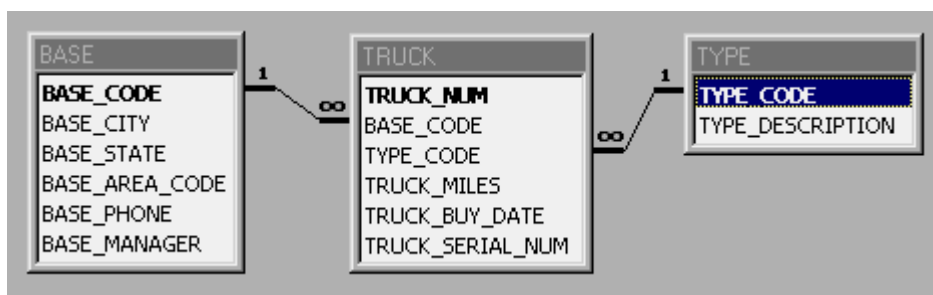 BASE
BASE_CODE
BASE_CITY
BASE_STATE
BASE_AREA_CODE
BASE_PHONE
BASE_MANAGER
1
∞
TRUCK
TRUCK_NUM
BASE_CODE
TYPE_CODE
TRUCK_MILES
TRUCK_BUY_DATE
TRUCK_SERIAL_NUM
∞
1
TYPE
TYPE_CODE
TYPE_DESCRIPTION